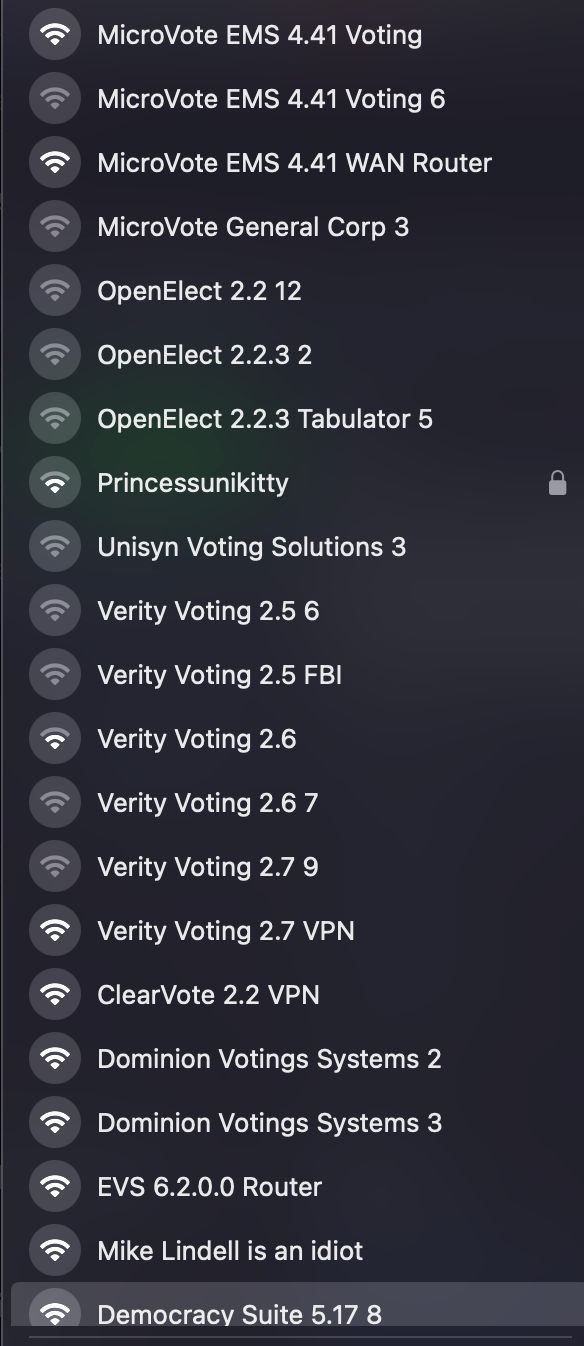 MicroVote EMS 4.41 Voting
MicroVote EMS 4.41 Voting 6
MicroVote EMS 4.41 WAN Router
MicroVote General Corp 3
OpenElect 2.2 12
OpenElect 2.2.3 2
OpenElect 2.2.3 Tabulator 5
Princessunikitty
Unisyn Voting Solutions 3
Verity Voting 2.5 6
Verity Voting 2.5 FBI
Verity Voting 2.6
Verity Voting 2.6 7
Verity Voting 2.7 9
Verity Voting 2.7 VPN
ClearVote 2.2 VPN
Dominion Votings Systems 2
Dominion Votings Systems 3
EVS 6.2.0.0 Router
Mike Lindell is an idiot
Democracy Suite 5.17 8